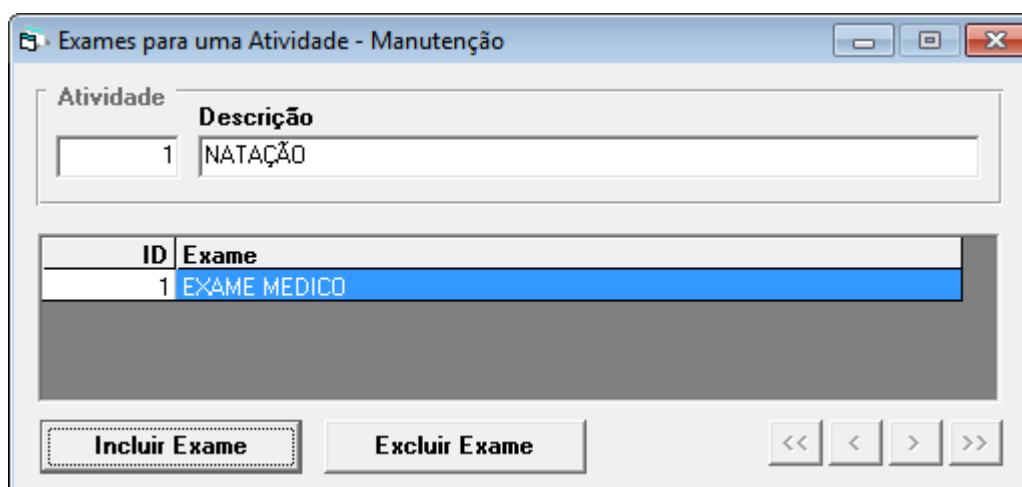 Exames para uma Atividade - Manutenção
Atividade
Descrição
1 NATAÇÃO
ID Exame
1 EXAME MEDICO
Incluir Exame Excluir Exame << < > >>